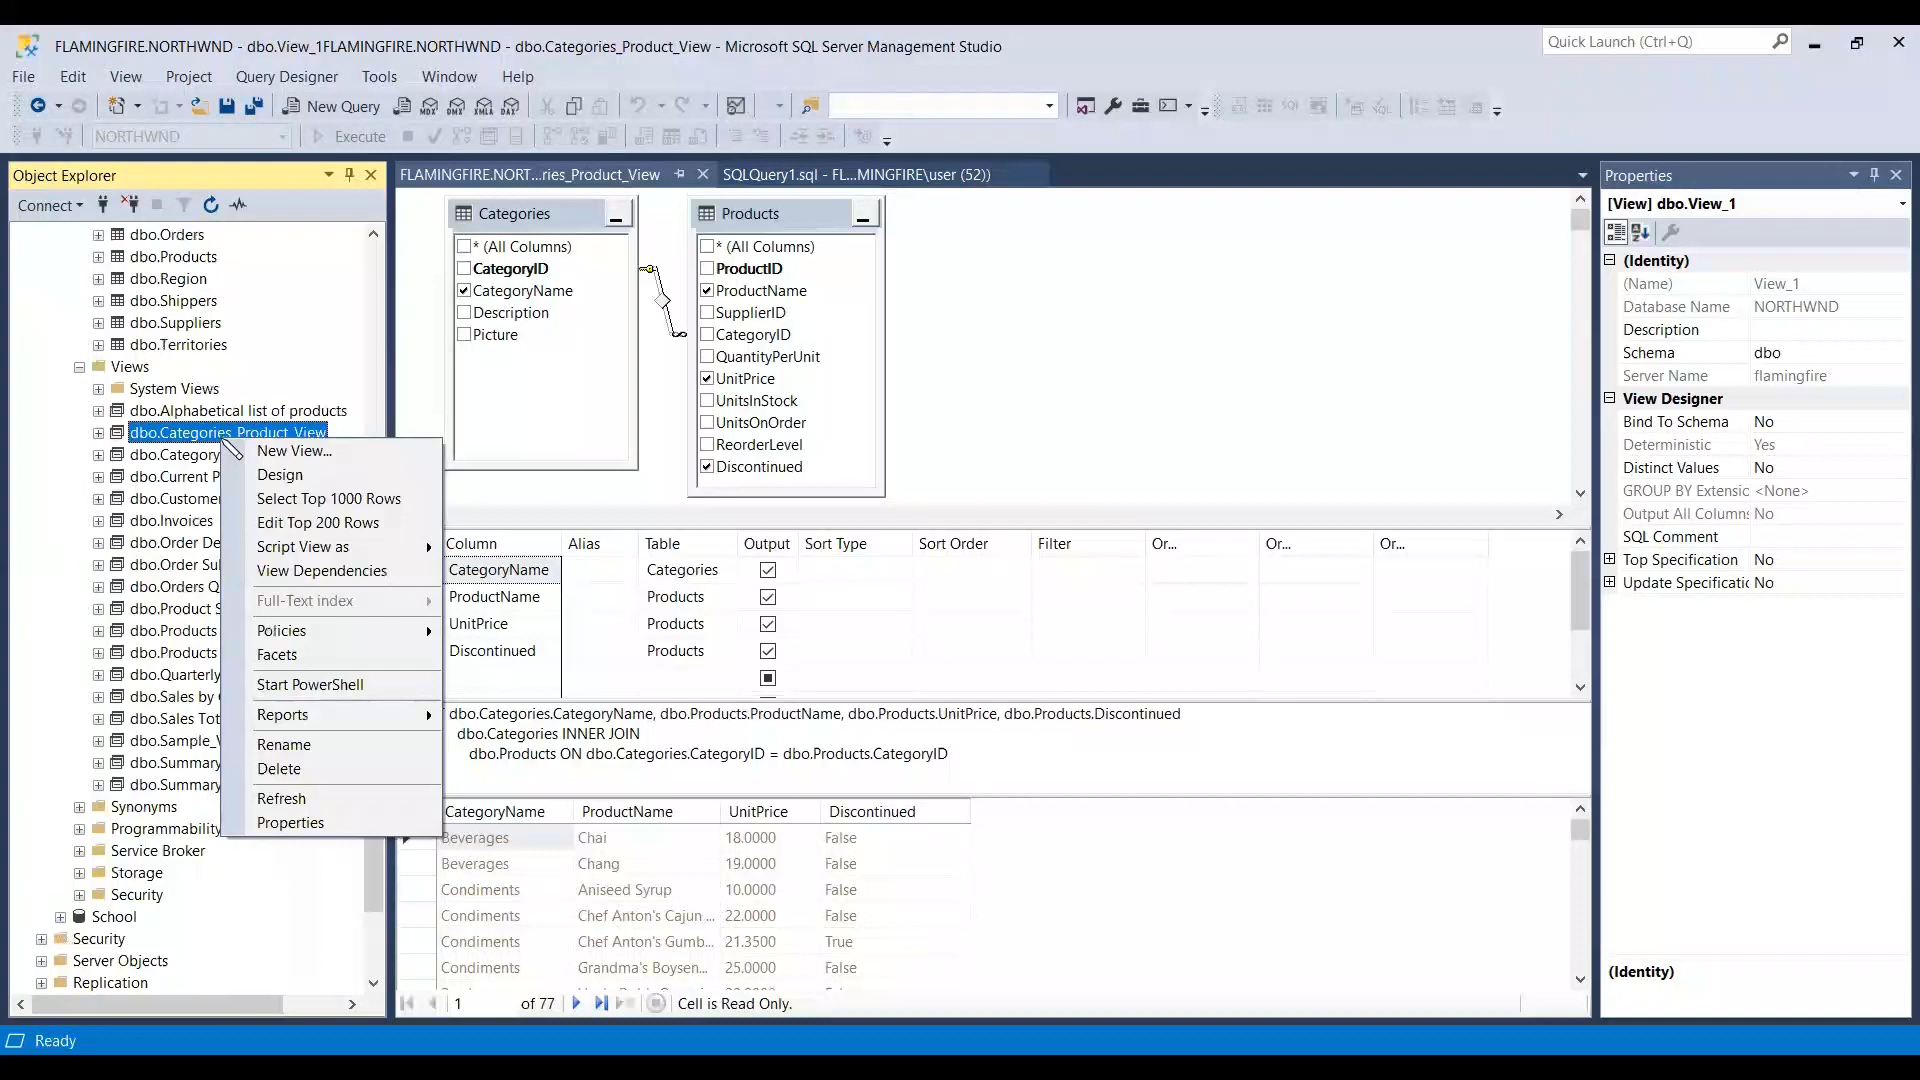 FLAMINGFIRE.NORTHWND - dbo.View_1FLAMINGFIRE.NORTHWND - dbo.Categories_Product_View - Microsoft SQL Server Management Studio
Quick Launch (Ctrl+Q)
File Edit View Project Query Designer Tools Window Help
New Query MDX DMX XMLA DAX
NORTHWND Execute
Object Explorer
Connect
dbo.Orders
dbo.Products
dbo.Region
dbo.Shippers
dbo.Suppliers
dbo.Territories
Views
System Views
dbo.Alphabetical list of products
dbo.Categories_Product_View
dbo.Category
dbo.Current P
dbo.Customer
dbo.Invoices
dbo.Order De
dbo.Order Su
dbo.Orders Q
dbo.Product S
dbo.Products
dbo.Products
dbo.Quarterly
dbo.Sales by
dbo.Sales Tot
dbo.Sample_V
dbo.Summary
dbo.Summary
Synonyms
Programmability
Service Broker
Storage
Security
School
Security
Server Objects
Replication
New View...
Design
Select Top 1000 Rows
Edit Top 200 Rows
Script View as
View Dependencies
Full-Text index
Policies
Facets
Start PowerShell
Reports
Rename
Delete
Refresh
Properties
FLAMINGFIRE.NORT...ries_Product_View SQLQuery1.sql - FL...MINGFIRE\user (52))
Categories
* (All Columns)
CategoryID
CategoryName
Description
Picture
Products
* (All Columns)
ProductID
ProductName
SupplierID
CategoryID
QuantityPerUnit
UnitPrice
UnitsInStock
UnitsOnOrder
ReorderLevel
Discontinued
Column Alias Table Output Sort Type Sort Order Filter Or... Or... Or...
CategoryName Categories
ProductName Products
UnitPrice Products
Discontinued Products
dbo.Categories.CategoryName, dbo.Products.ProductName, dbo.Products.UnitPrice, dbo.Products.Discontinued
dbo.Categories INNER JOIN
dbo.Products ON dbo.Categories.CategoryID = dbo.Products.CategoryID
CategoryName ProductName UnitPrice Discontinued
Beverages Chai 18.0000 False
Beverages Chang 19.0000 False
Condiments Aniseed Syrup 10.0000 False
Condiments Chef Anton's Cajun ... 22.0000 False
Condiments Chef Anton's Gumb... 21.3500 True
Condiments Grandma's Boysen... 25.0000 False
1 of 77 Cell is Read Only.
Properties
[View] dbo.View_1
(Identity)
(Name) View_1
Database Name NORTHWND
Description
Schema dbo
Server Name flamingfire
View Designer
Bind To Schema No
Deterministic Yes
Distinct Values No
GROUP BY Extensio <None>
Output All Columns No
SQL Comment
Top Specification No
Update Specificatic No
(Identity)
Ready